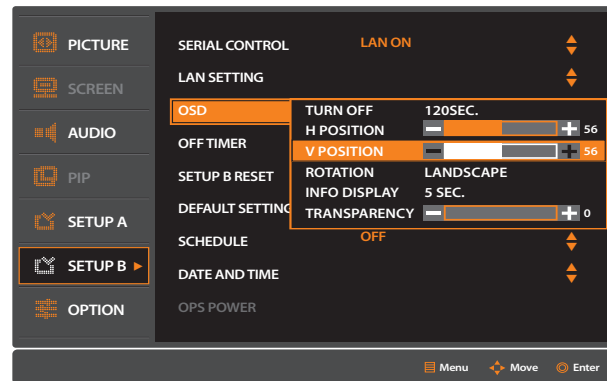 PICTURE
SCREEN
AUDIO
PIP
SETUP A
SETUP B
OPTION
SERIAL CONTROL LAN ON
LAN SETTING
OSD
OFF TIMER
SETUP B RESET
DEFAULT SETTING
SCHEDULE OFF
DATE AND TIME
OPS POWER
TURN OFF 120SEC.
H POSITION 56
V POSITION 56
ROTATION LANDSCAPE
INFO DISPLAY 5 SEC.
TRANSPARENCY 0
Menu Move Enter